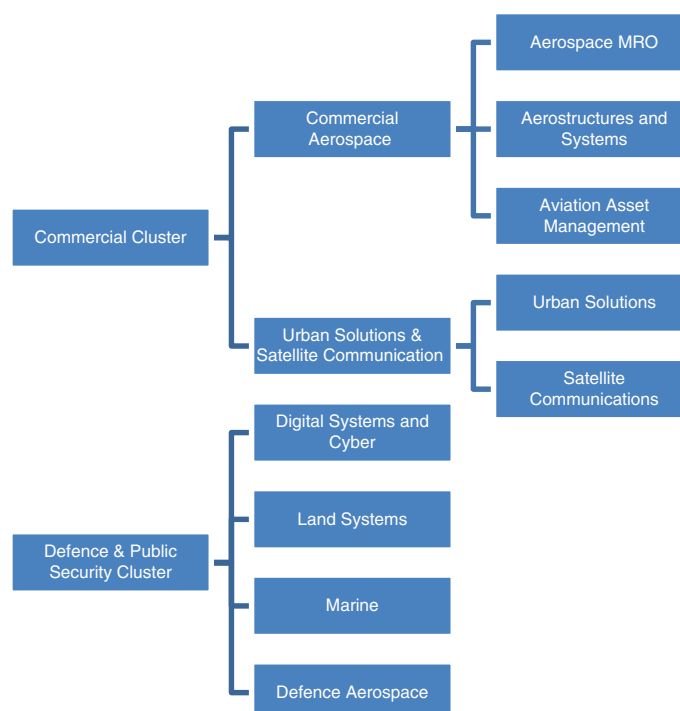 Commercial Cluster
Commercial
Aerospace
Aerospace MRO
Aerostructures and
Systems
Aviation Asset
Management
Urban Solutions &
Satellite Communication
Urban Solutions
Satellite
Communications
Defence & Public
Security Cluster
Digital Systems and
Cyber
Land Systems
Marine
Defence Aerospace